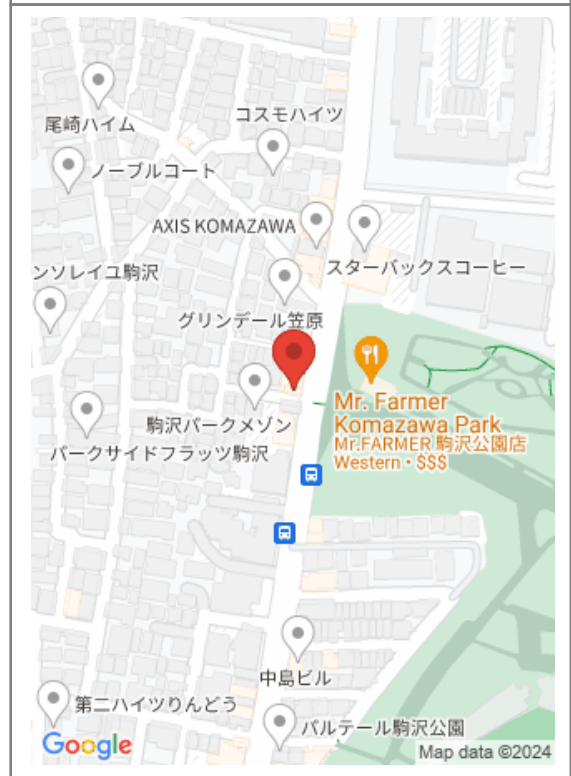 コスモハイツ
尾崎ハイム
ノーブルコート
AXIS KOMAZAWA
ンソレイユ駒沢
スターバックスコーヒー
グリンデール笠原
Mr. Farmer
Komazawa Park
Mr.FARMER 駒沢公園店
Western • $$$
駒沢パークメゾン
パークサイドフラッツ駒沢
中島ビル
第二ハイツりんどう
バルテール駒沢公園
Google
Map data ©2024